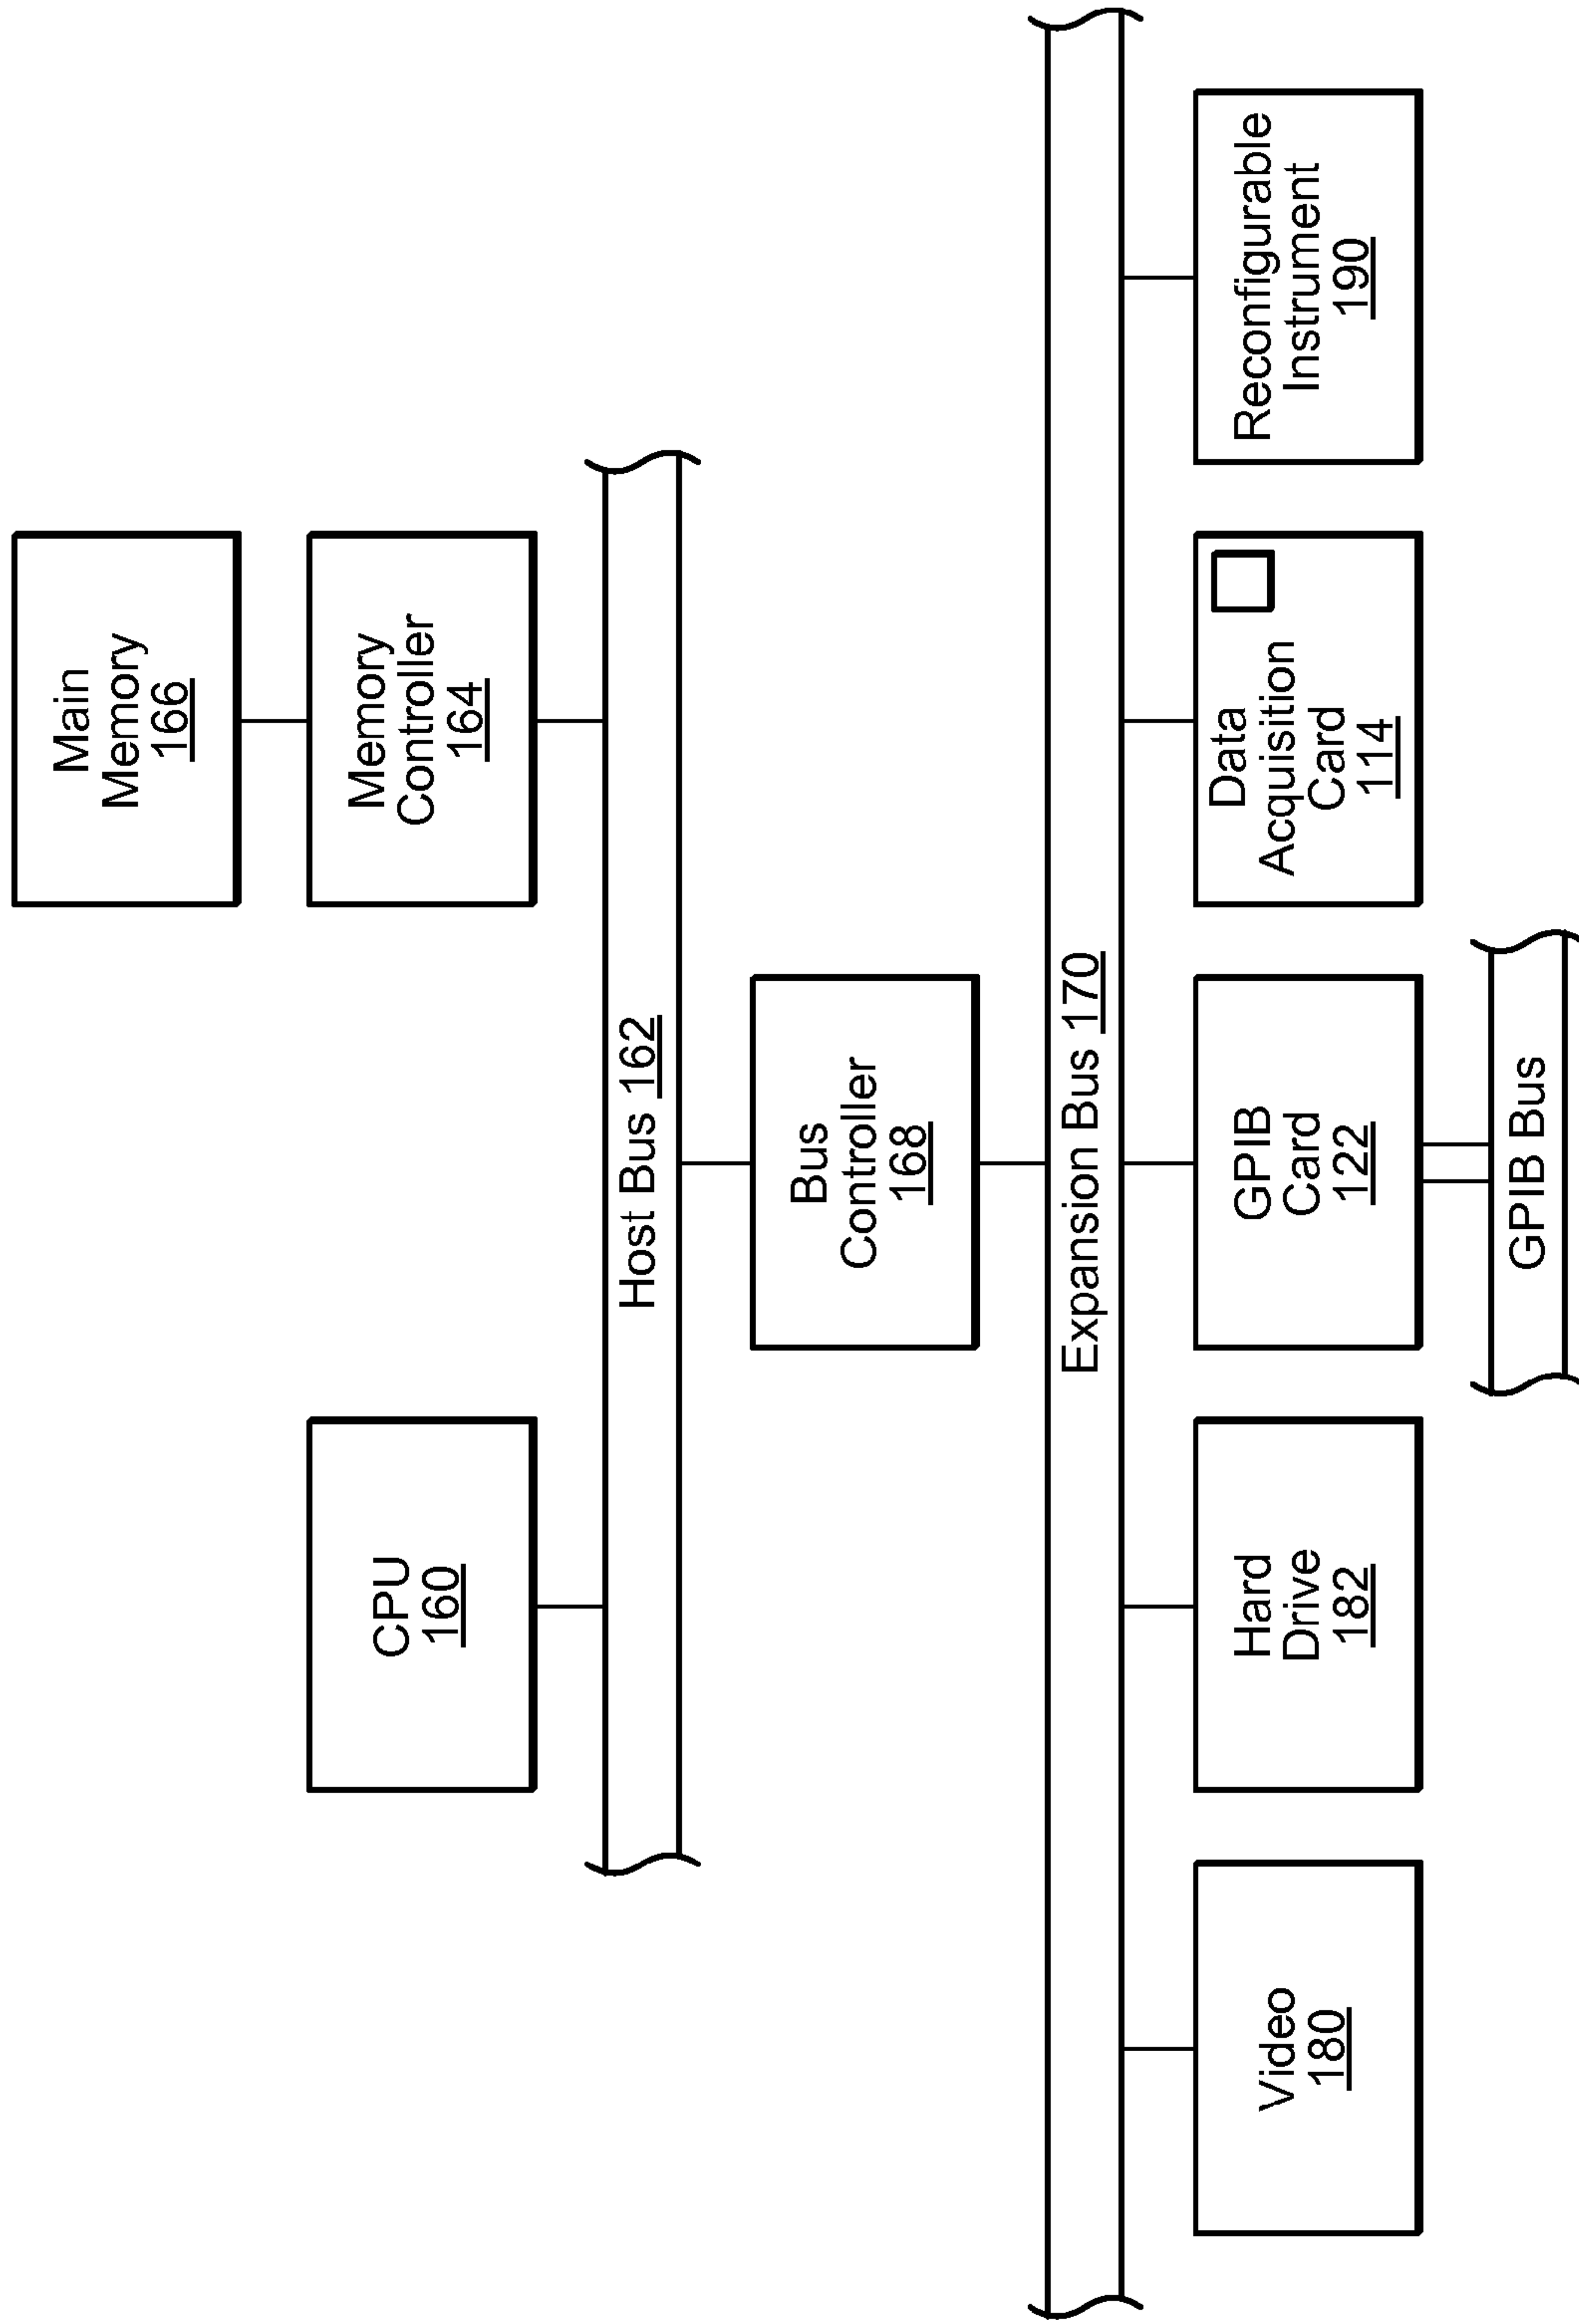 Main
Memory
166
CPU
160
Memory
Controller
164
Host Bus 162
Bus
Controller
168
Expansion Bus 170
Video
180
Hard
Drive
182
GPIB
Card
122
Data
Acquisition
Card
114
Reconfigurable
Instrument
190
GPIB Bus